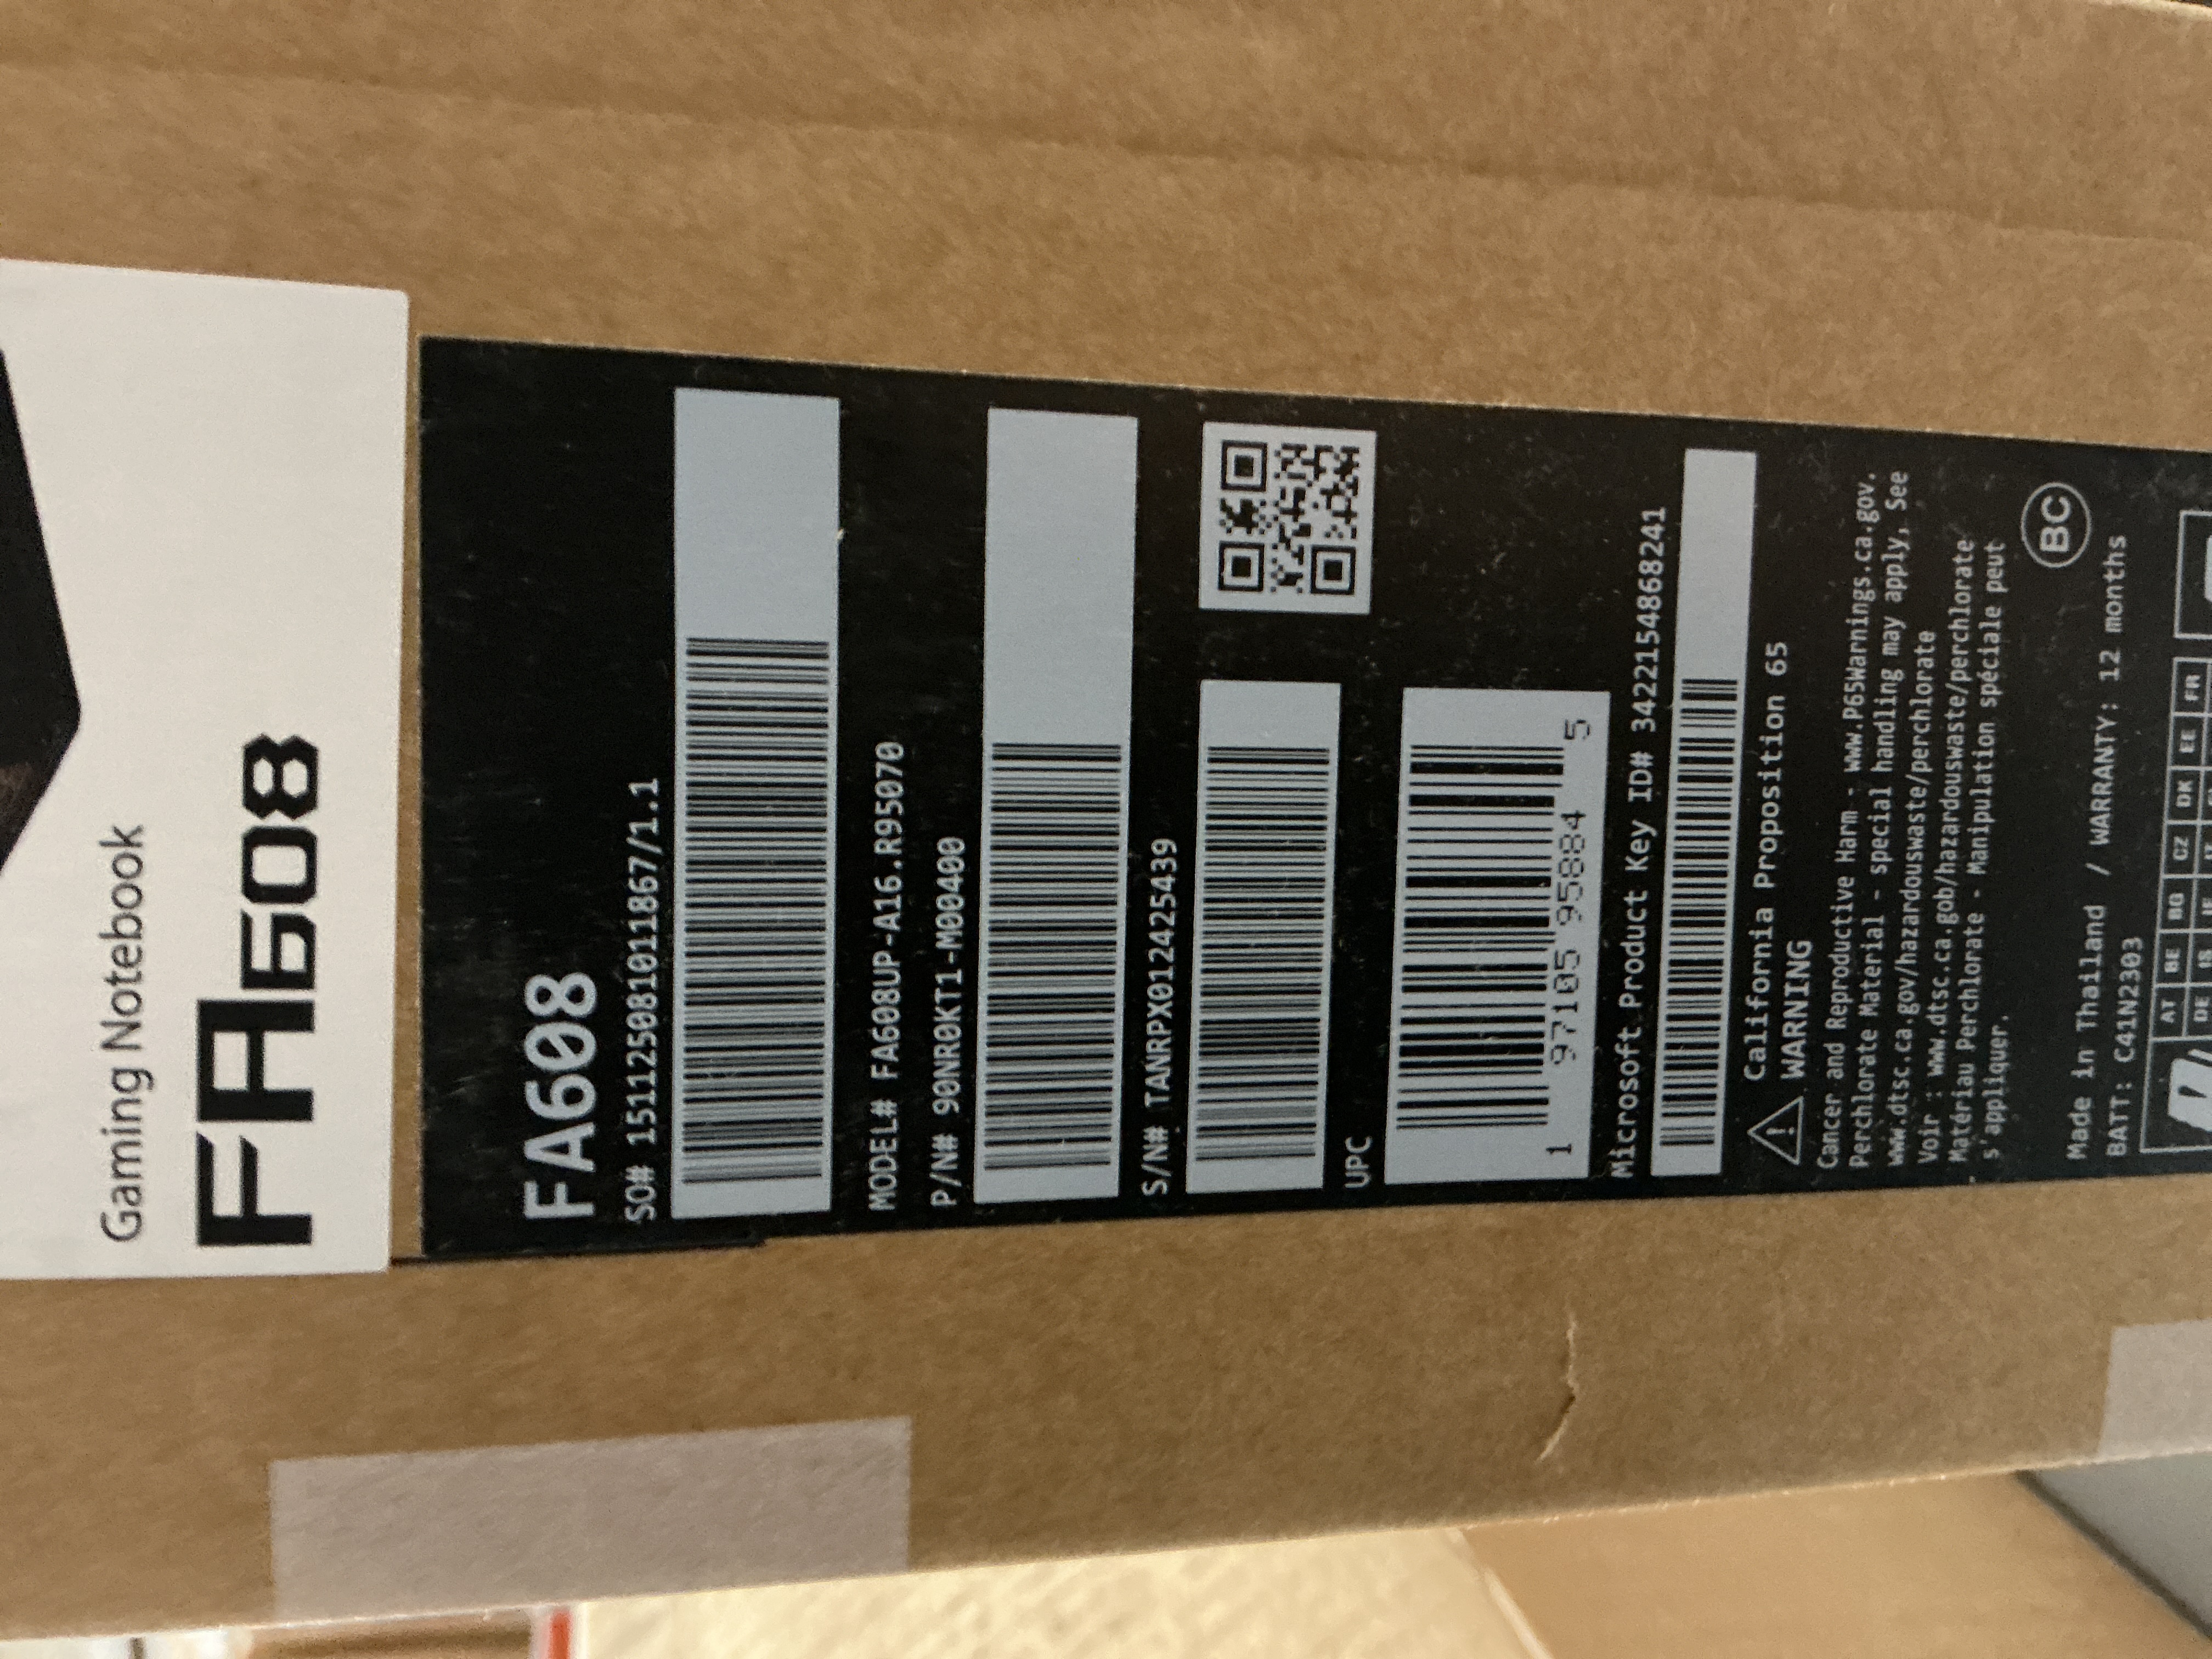 Gaming Notebook
FA608
FA608
SO# 151125081011867/1.1
MODEL# FA608UP-A16.R95070
P/N# 90NR0KT1-M00400
S/N# TANRPX012425439
UPC
1 97105 95884 5
Microsoft Product Key ID# 3422154868241
California Proposition 65
WARNING
Cancer and Reproductive Harm - www.P65Warnings.ca.gov.
Perchlorate Material - special handling may apply, See
www.dtsc.ca.gov/hazardouswaste/perchlorate
Voir : www.dtsc.ca.gob/hazardouswaste/perchlorate
Matériau Perchlorate - Manipulation spéciale peut
s'appliquer.
BC
Made in Thailand / WARRANTY: 12 months
BATT: C41N2303
AT BE BG CZ DK EE FR
DE IS